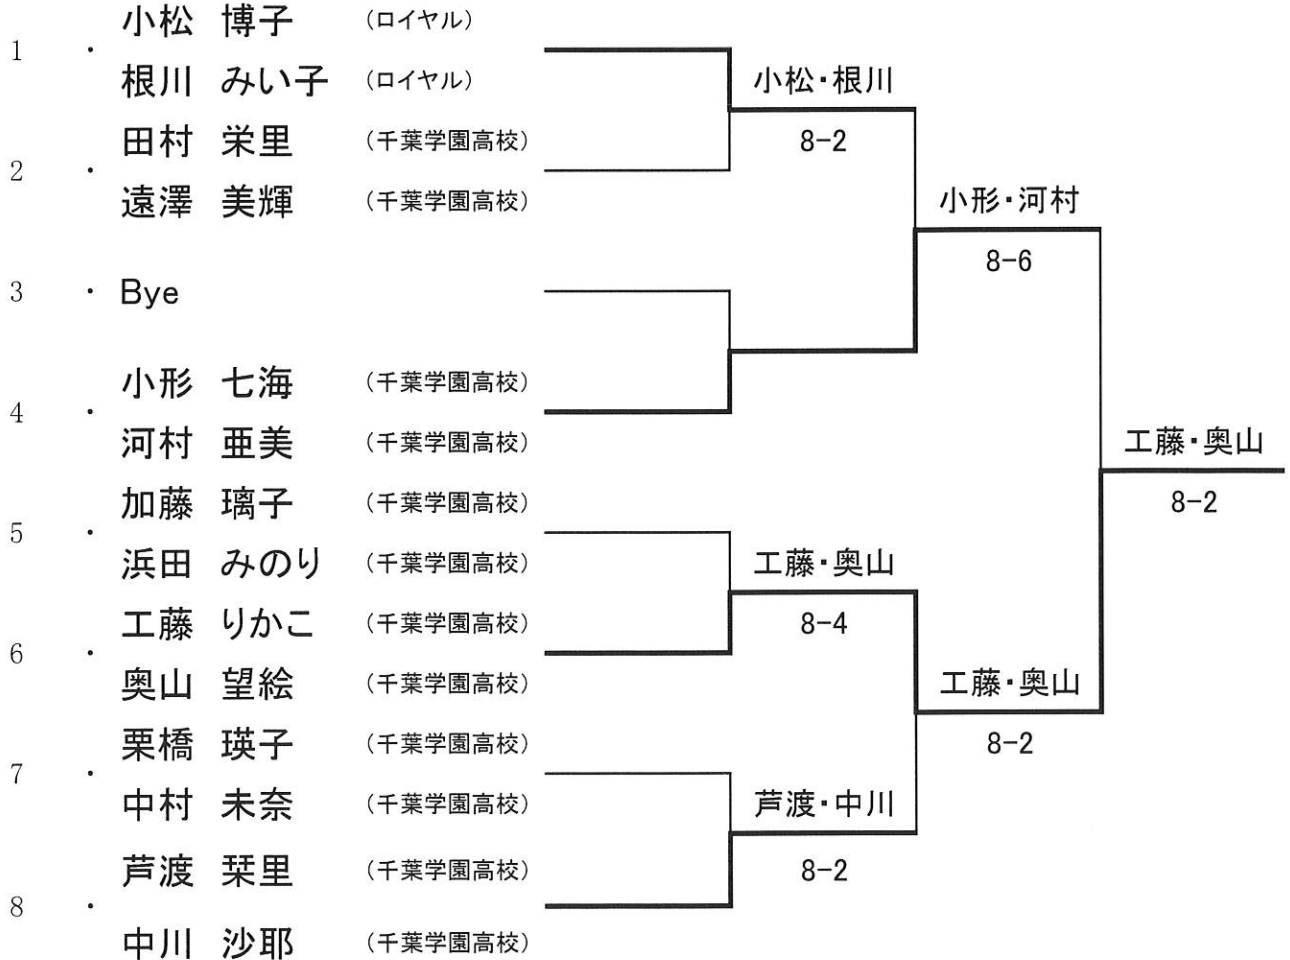 小松 博子 （ロイヤル）
1 ・
根川 みい子 （ロイヤル）
小松・根川
田村 栄里 （千葉学園高校）
8-2
2 ・
遠澤 美輝 （千葉学園高校）
小形・河村
8-6
3 ・ Bye
小形 七海 （千葉学園高校）
4 ・
河村 亜美 （千葉学園高校）
工藤・奥山
加藤 璃子 （千葉学園高校）
8-2
5 ・
浜田 みのり （千葉学園高校）
工藤・奥山
工藤 りかこ （千葉学園高校）
8-4
6 ・
奥山 望絵 （千葉学園高校）
工藤・奥山
栗橋 瑛子 （千葉学園高校）
8-2
7 ・
中村 未奈 （千葉学園高校）
芦渡・中川
芦渡 栞里 （千葉学園高校）
8-2
8 ・
中川 沙耶 （千葉学園高校）